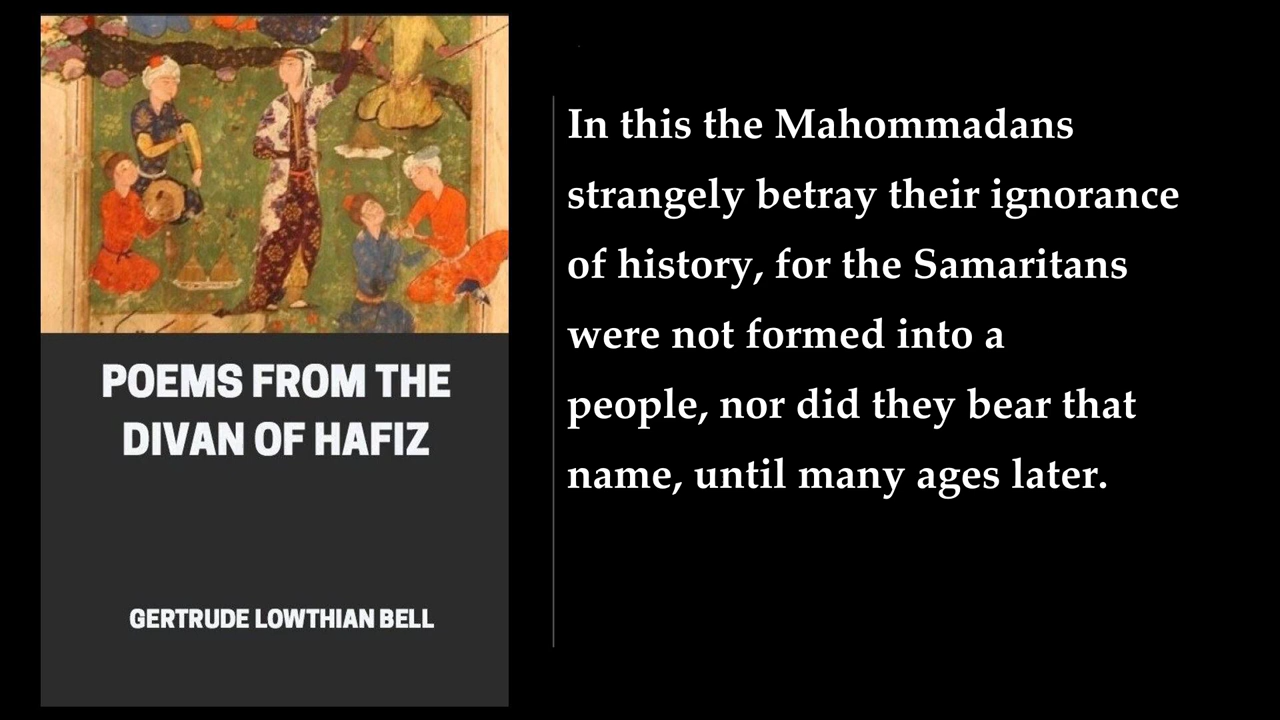 POEMS FROM THE
DIVAN OF HAFIZ
GERTRUDE LOWTHIAN BELL
In this the Mahommadans
strangely betray their ignorance
of history, for the Samaritans
were not formed into a
people, nor did they bear that
name, until many ages later.